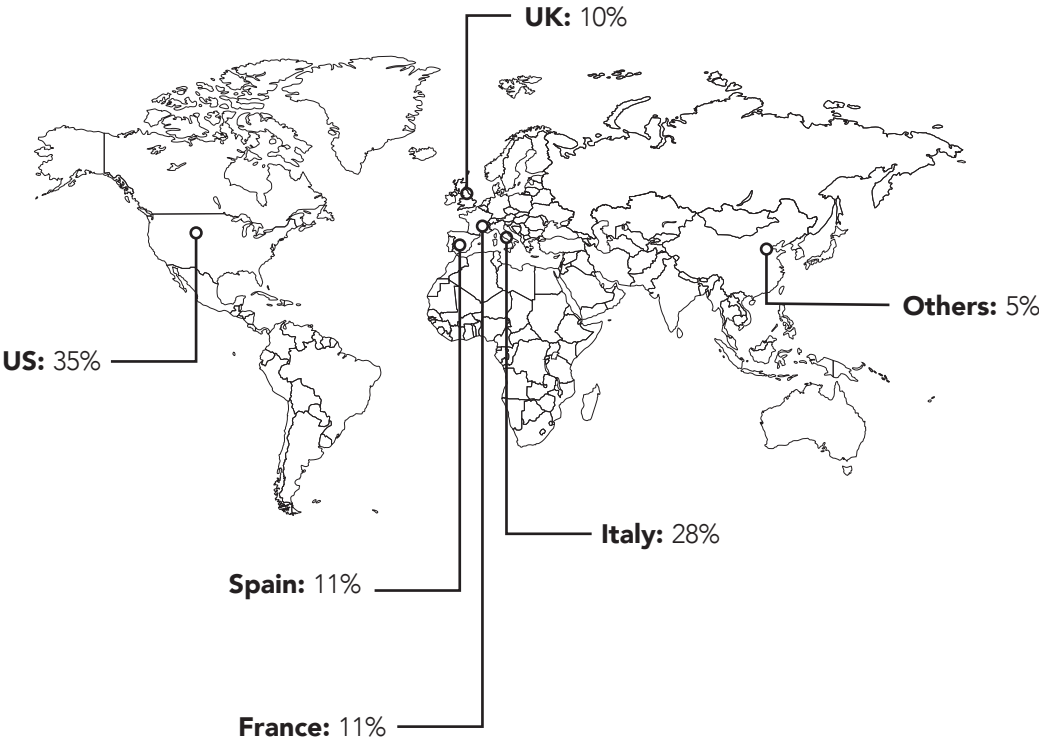 UK: 10%
Others: 5%
US: 35%
Italy: 28%
Spain: 11%
France: 11%